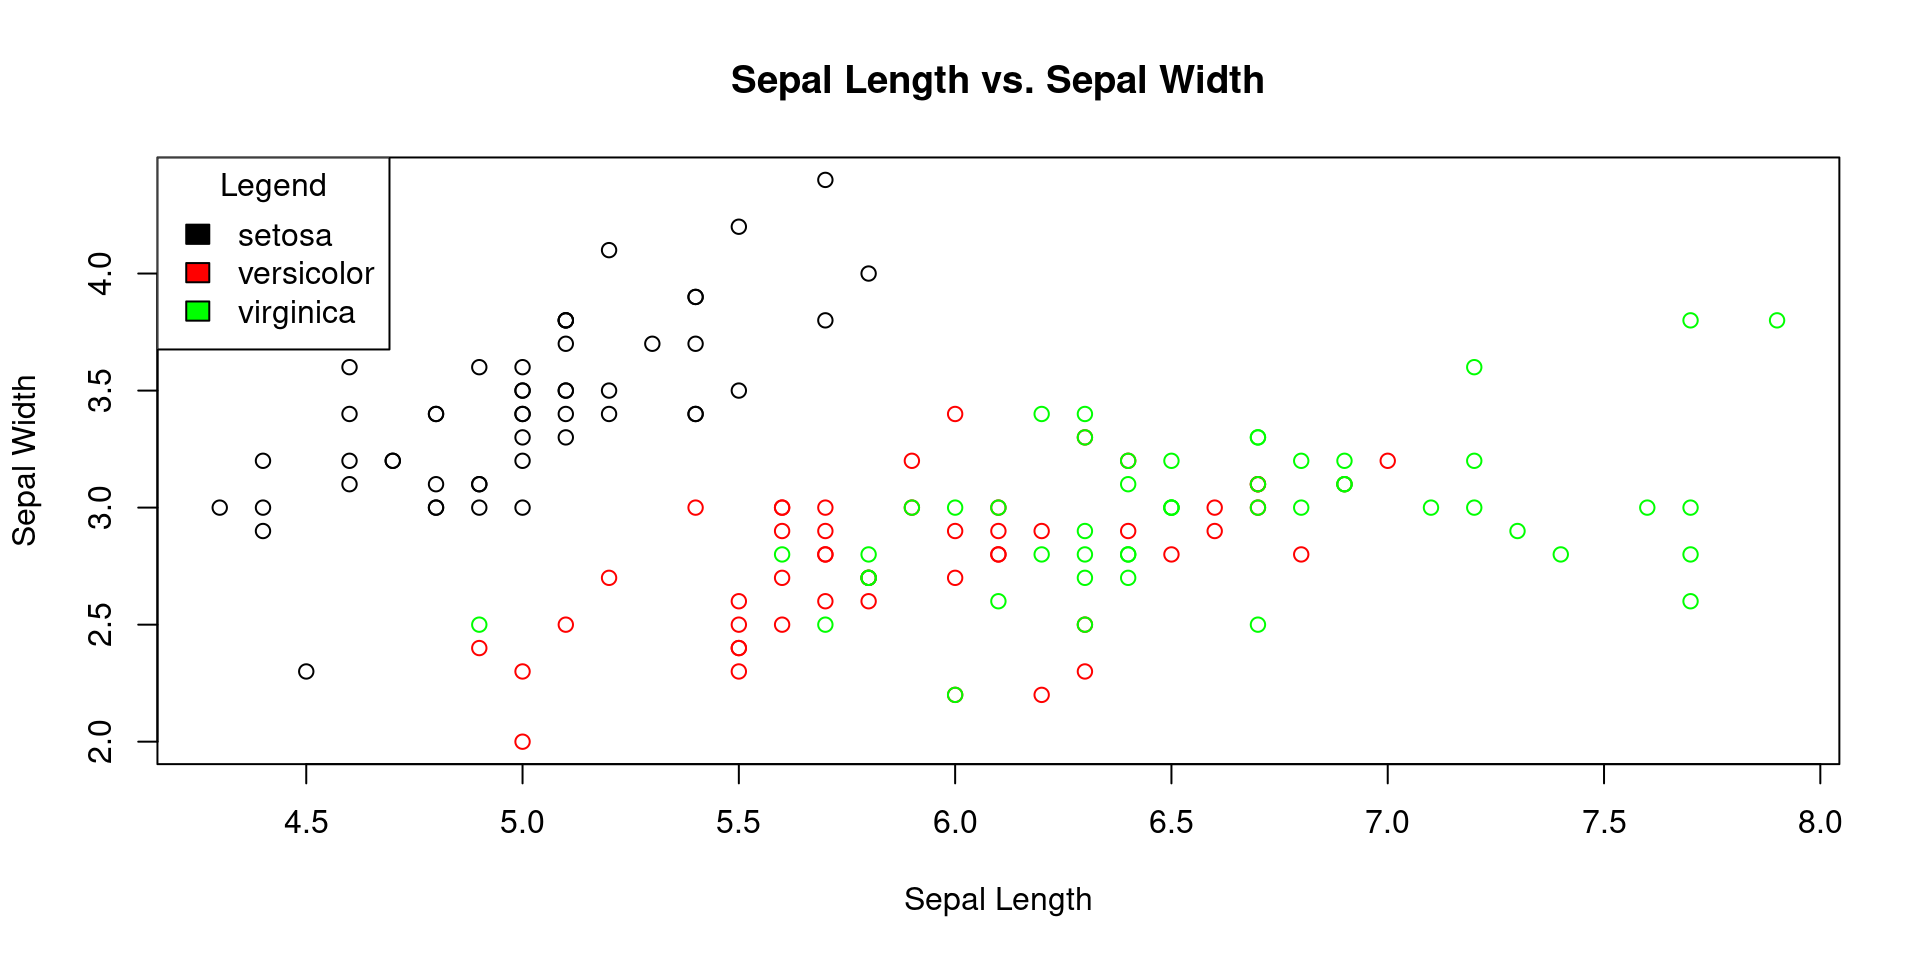 Sepal Length vs. Sepal Width
Legend
setosa
versicolor
virginica
Sepal Width
4.0
3.5
3.0
2.5
2.0
4.5 5.0 5.5 6.0 6.5 7.0 7.5 8.0
Sepal Length